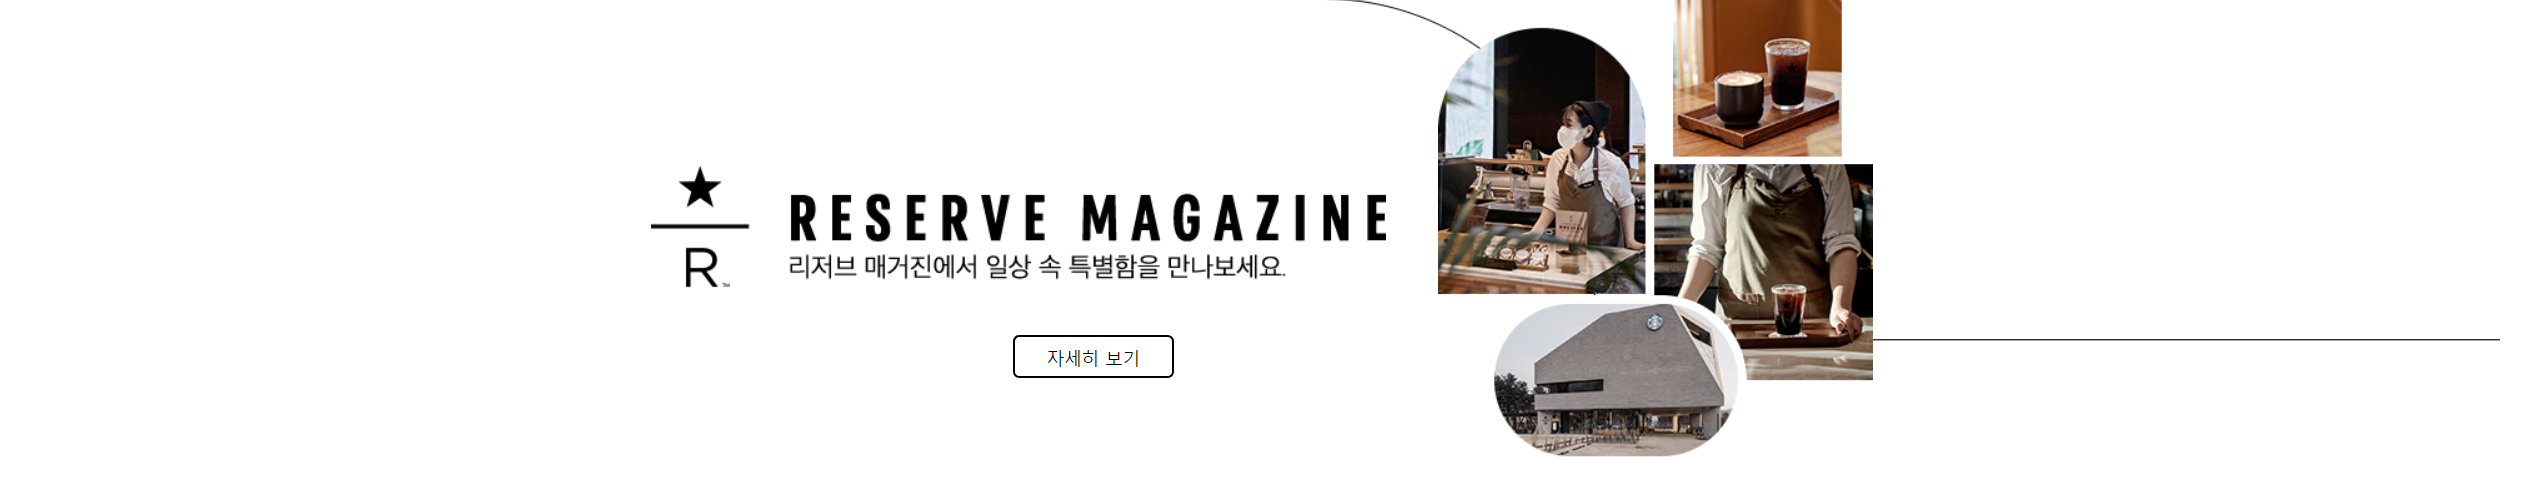 RESERVE MAGAZINE
R™
리저브 매거진에서 일상 속 특별함을 만나보세요.
자세히 보기